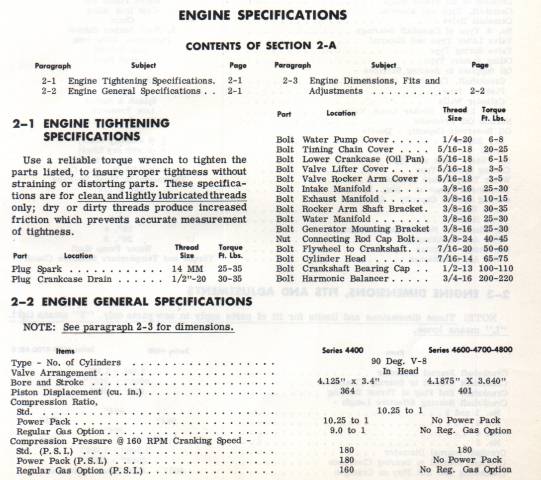 ENGINE SPECIFICATIONS
CONTENTS OF SECTION 2-A
Paragraph Subject Page
2-1 Engine Tightening Specifications. 2-1
2-2 Engine General Specifications . . 2-1
Paragraph Subject Page
2-3 Engine Dimensions, Fits and
Adjustments . . . . . . . . . . 2-2
2-1 ENGINE TIGHTENING
SPECIFICATIONS
Use a reliable torque wrench to tighten the
parts listed, to insure proper tightness without
straining or distorting parts. These specifica-
tions are for clean and lightly lubricated threads
only; dry or dirty threads produce increased
friction which prevents accurate measurement
of tightness.
Part Location Thread Size Torque Ft. Lbs.
Plug Spark . . . . . . . . . . . . 14 MM 25-35
Plug Crankcase Drain . . . . . 1/2"-20 30-35
Part Location Thread Size Torque Ft. Lbs.
Bolt Water Pump Cover . . . . . 1/4-20 6-8
Bolt Timing Chain Cover . . . . 5/16-18 20-25
Bolt Lower Crankcase (Oil Pan) 5/16-18 6-15
Bolt Valve Lifter Cover . . . . 5/16-18 3-5
Bolt Valve Rocker Arm Cover . 5/16-18 3-5
Bolt Intake Manifold . . . . . . 3/8-16 25-30
Bolt Exhaust Manifold . . . . . 3/8-16 10-15
Bolt Rocker Arm Shaft Bracket. 3/8-16 30-35
Bolt Water Manifold . . . . . . 3/8-16 25-30
Bolt Generator Mounting Bracket 3/8-16 25-30
Nut Connecting Rod Cap Bolt. . 3/8-24 40-45
Bolt Flywheel to Crankshaft. . . 7/16-20 50-60
Bolt Cylinder Head . . . . . . 7/16-14 65-75
Bolt Crankshaft Bearing Cap . . 1/2-13 100-110
Bolt Harmonic Balancer. . . . . 3/4-16 200-220
2-2 ENGINE GENERAL SPECIFICATIONS
NOTE: See paragraph 2-3 for dimensions.
Items Series 4400 Series 4600-4700-4800
Type - No. of Cylinders . . . . . . . . . . . . . . . . 90 Deg. V-8
Valve Arrangement. . . . . . . . . . . . . . . . . . . In Head
Bore and Stroke . . . . . . . . . . . . . . . . . . . . 4.125" x 3.4" 4.1875" X 3.640"
Piston Displacement (cu. in.) . . . . . . . . . . . . . 364 401
Compression Ratio,
Std. . . . . . . . . . . . . . . . . . . . . . . . . . 10.25 to 1
Power Pack . . . . . . . . . . . . . . . . . . . . . . 10.25 to 1 No Power Pack
Regular Gas Option . . . . . . . . . . . . . . . . . . 9.0 to 1 No Reg. Gas Option
Compression Pressure @ 160 RPM Cranking Speed -
Std. (P.S.I.) . . . . . . . . . . . . . . . . . . . . . 180 180
Power Pack (P.S.I.) . . . . . . . . . . . . . . . . . . 180 No Power Pack
Regular Gas Option (P.S.I.) . . . . . . . . . . . . . . 160 No Reg. Gas Option